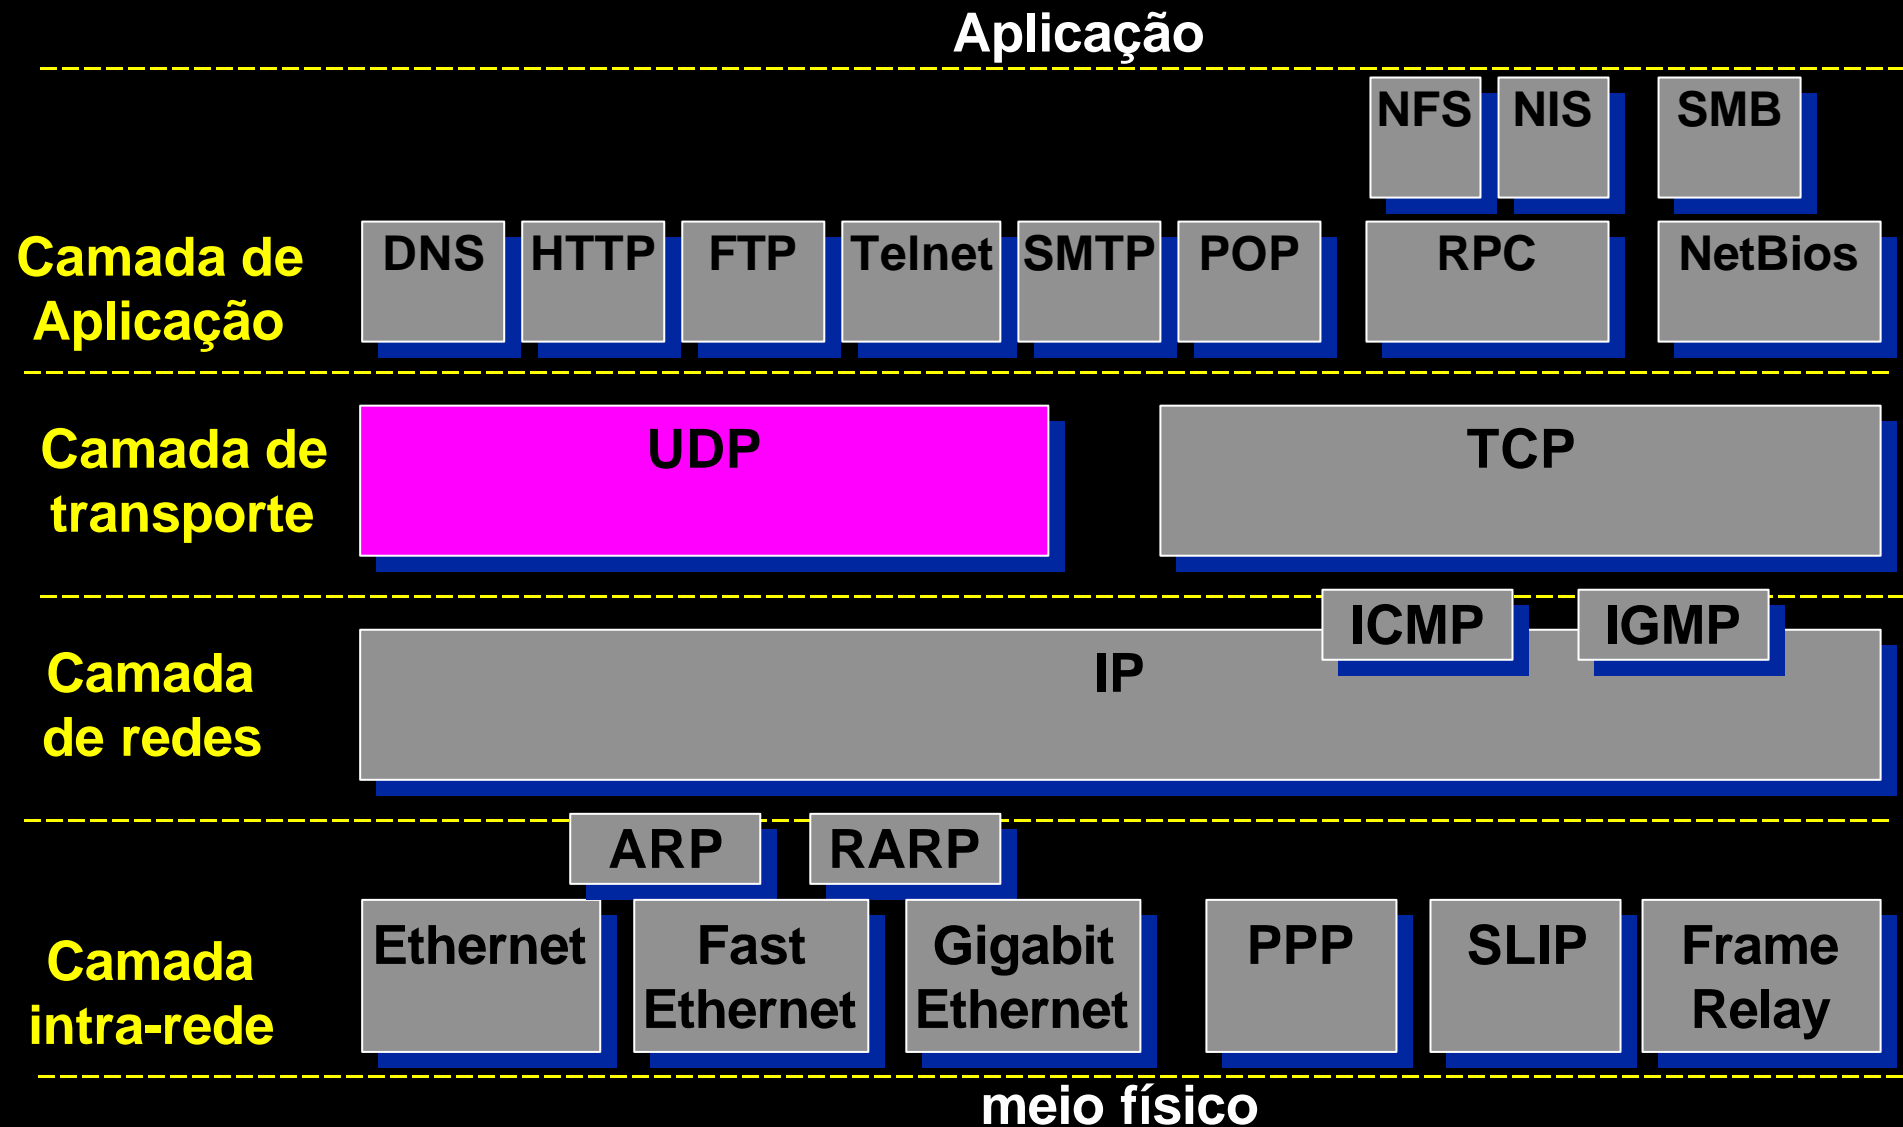 Aplicação
NFS NIS SMB
Camada de
Aplicação
DNS HTTP FTP Telnet SMTP POP RPC NetBios
Camada de
transporte
UDP TCP
ICMP IGMP
Camada
de redes
IP
ARP RARP
Camada
intra-rede
Ethernet
Fast
Ethernet
Gigabit
Ethernet
PPP SLIP
Frame
Relay
meio físico